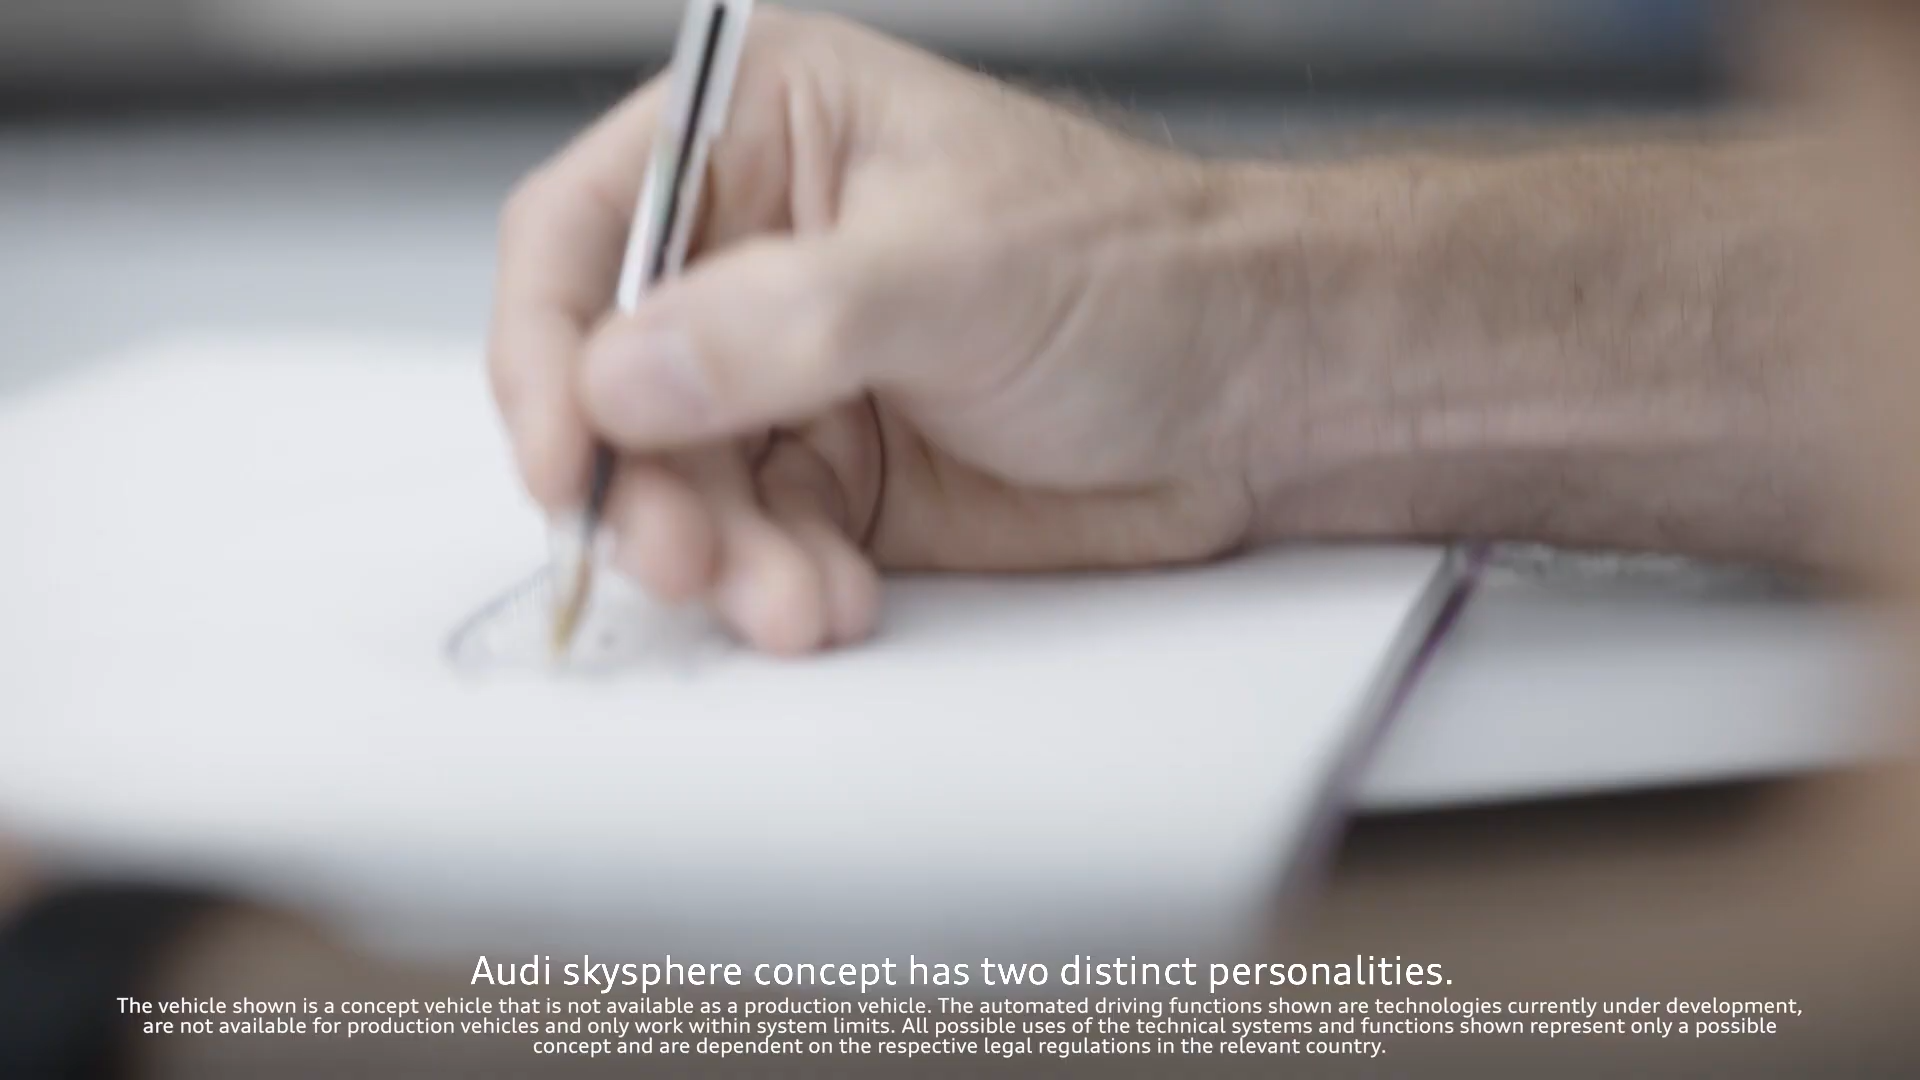 Audi skysphere concept has two distinct personalities.
The vehicle shown is a concept vehicle that is not available as a production vehicle. The automated driving functions shown are technologies currently under development,
are not available for production vehicles and only work within system limits. All possible uses of the technical systems and functions shown represent only a possible
concept and are dependent on the respective legal regulations in the relevant country.